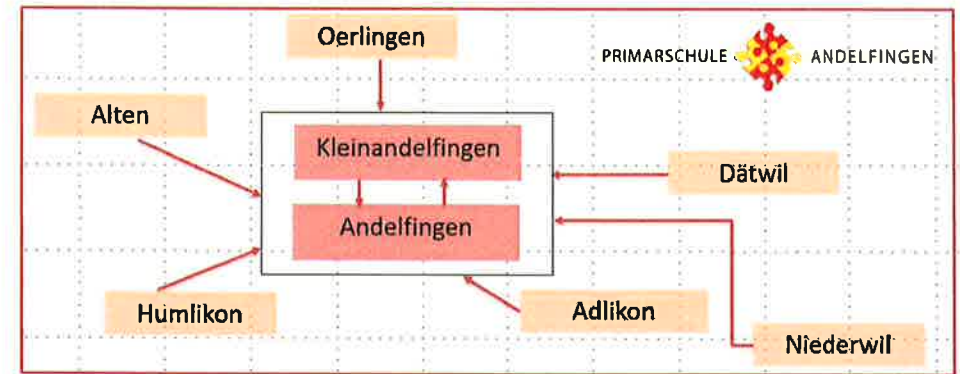 Oerlingen
PRIMARSCHULE ANDELFINGEN
Alten
Kleinandelfingen
Dätwil
Andelfingen
Humlikon
Adlikon
Niederwil